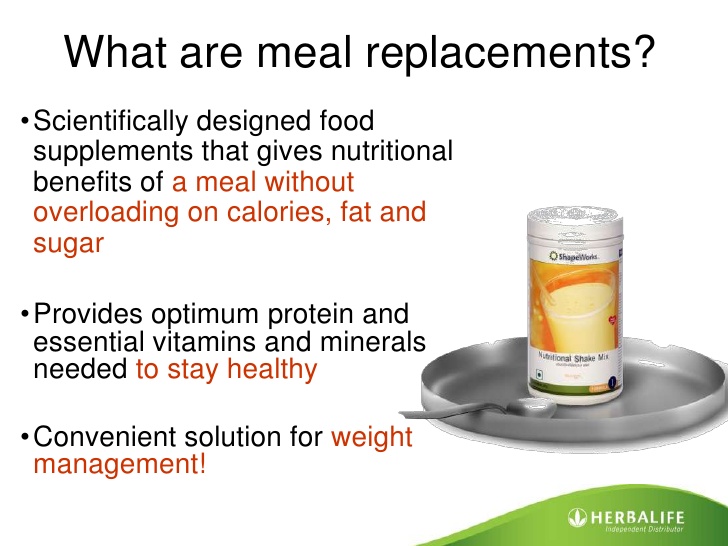 What are meal replacements?
•Scientifically designed food
supplements that gives nutritional
benefits of a meal without
overloading on calories, fat and
sugar
•Provides optimum protein and
essential vitamins and minerals
needed to stay healthy
•Convenient solution for weight
management!
ShapeWorks
Nutritional Shake Mix
HERBALIFE
Independent Distributor